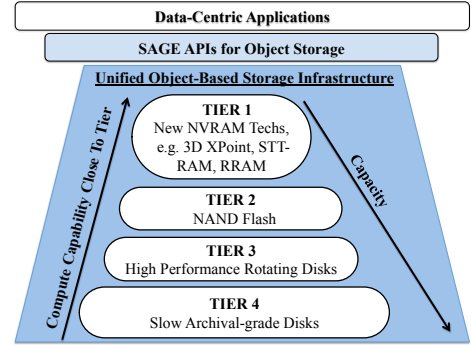 Data-Centric Applications
SAGE APIs for Object Storage
Unified Object-Based Storage Infrastructure
TIER 1
New NVRAM Techs,
e.g. 3D XPoint, STT-
RAM, RRAM
TIER 2
NAND Flash
TIER 3
High Performance Rotating Disks
TIER 4
Slow Archival-grade Disks
Compute Capability Close To Tier
Capacity